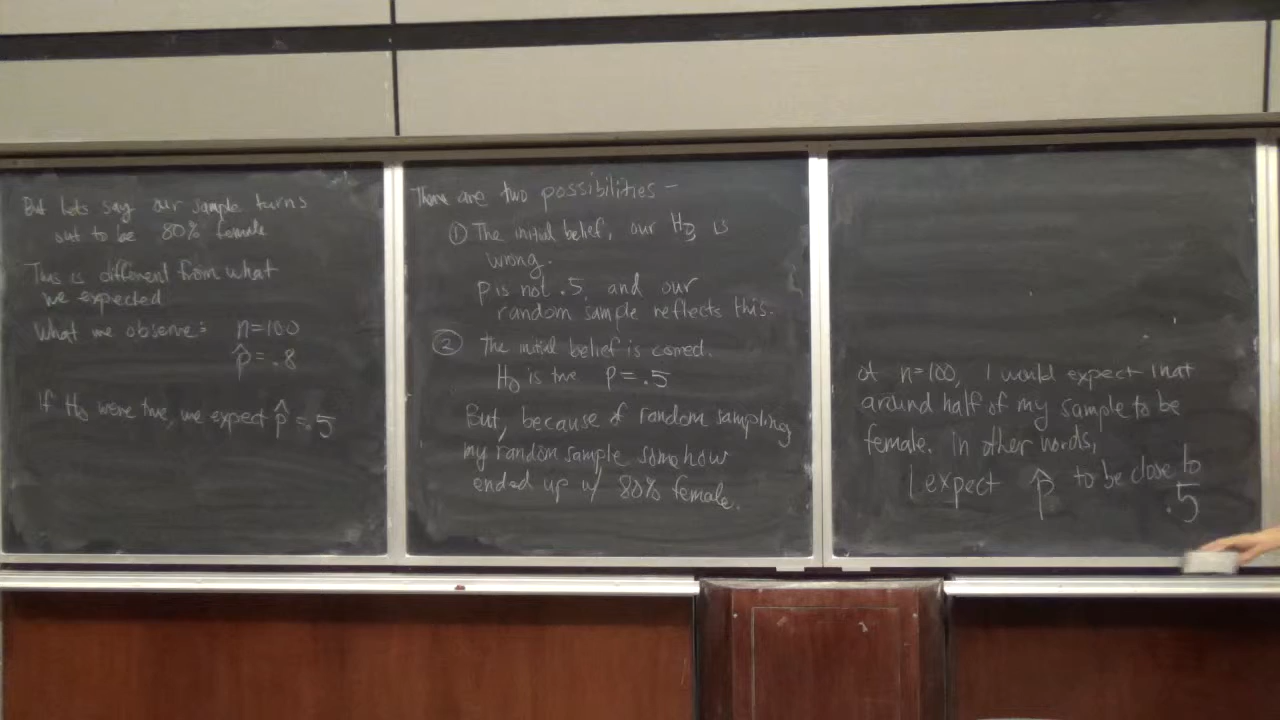 But lets say our sample turns
out to be 80% female
This is different from what
we expected
What we observe: n=100
p̂ = .8
If H₀ were true, we expect p̂ = .5
There are two possibilities –
① The initial belief, our H₀ is
wrong.
p is not .5, and our
random sample reflects this.
② The initial belief is correct.
H₀ is true p = .5
But, because of random sampling,
my random sample somehow
ended up w/ 80% female.
of n=100, I would expect that
around half of my sample to be
female. In other words,
I expect p̂ to be close to
.5